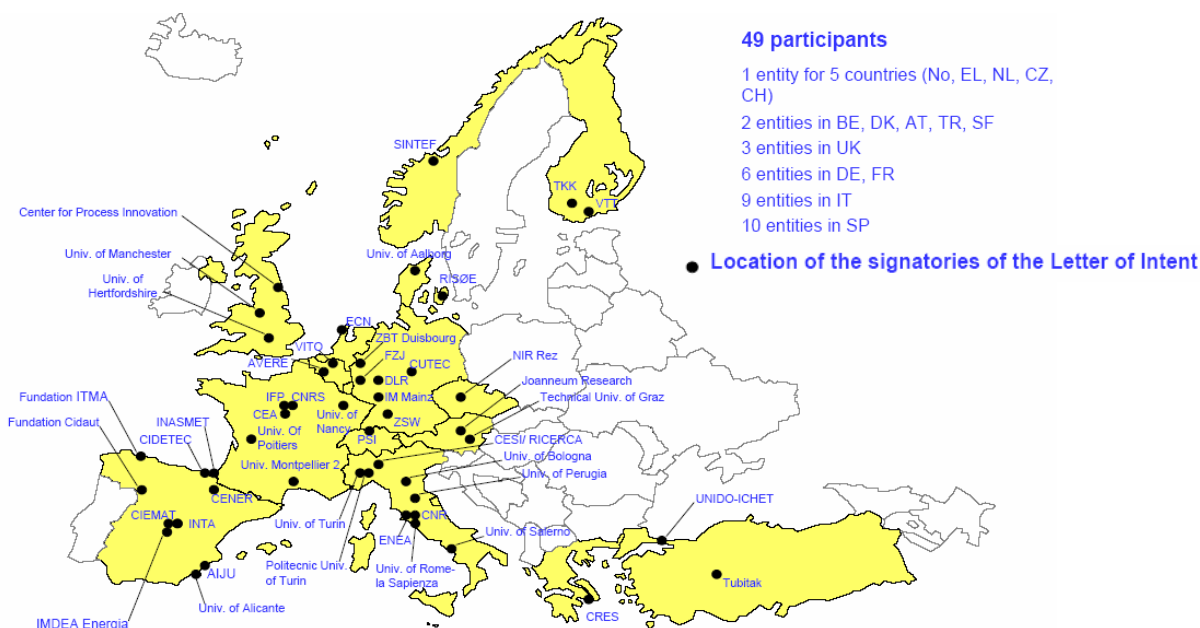 49 participants
1 entity for 5 countries (No, EL, NL, CZ,
CH)
2 entities in BE, DK, AT, TR, SF
3 entities in UK
6 entities in DE, FR
9 entities in IT
10 entities in SP
Location of the signatories of the Letter of Intent
SINTEF
TKK
VTT
Center for Process Innovation
Univ. of Manchester
Univ. of
Hertfordshire
Univ. of Aalborg
RISØE
ECN
ZBT Duisbourg
VITO
FZJ
CUTEC
AVERE
DLR
NIR Rez
IM Mainz
Joanneum Research
Technical Univ. of Graz
Fundation ITMA
IFP
CNRS
CEA
Univ. of
Nancy
ZSW
Fundation Cidaut
INASMET
CIDETEC
Univ. Of
Poitiers
PSI
CESI/ RICERCA
Univ. of Bologna
Univ. Montpellier 2
Univ. of Perugia
CENER
UNIDO-ICHET
CIEMAT
INTA
CNR
Univ. of Turin
ENEA
Univ. of Salerno
Politecnic Univ.
of Turin
Univ. of Rome-
la Sapienza
AIJU
Tubitak
Univ. of Alicante
CRES
IMDEA Energia